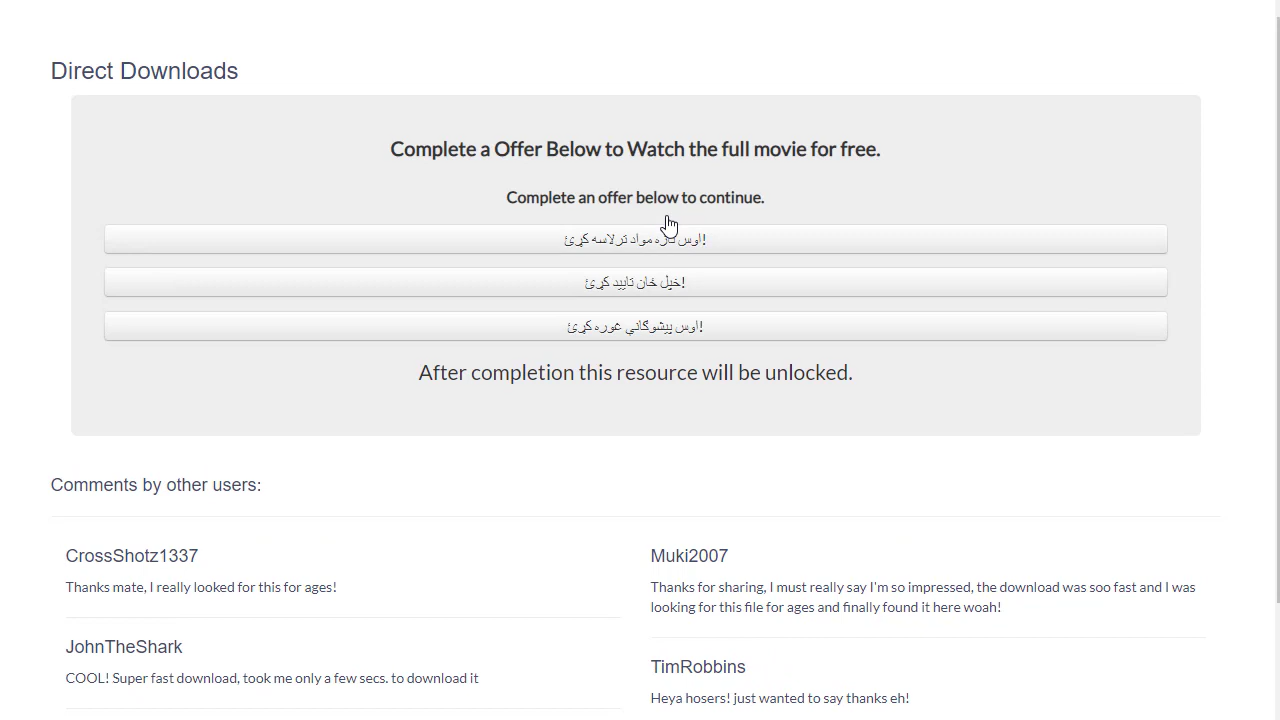 Direct Downloads
Complete a Offer Below to Watch the full movie for free.
Complete an offer below to continue.
اوس تازه مواد ترلاسه کړئ!
خپل ځان تایید کړئ!
اوس پیشوګانې غوره کړئ!
After completion this resource will be unlocked.
Comments by other users:
CrossShotz1337
Thanks mate, I really looked for this for ages!
JohnTheShark
COOL! Super fast download, took me only a few secs. to download it
Muki2007
Thanks for sharing, I must really say I'm so impressed, the download was soo fast and I was
looking for this file for ages and finally found it here woah!
TimRobbins
Heya hosers! just wanted to say thanks eh!